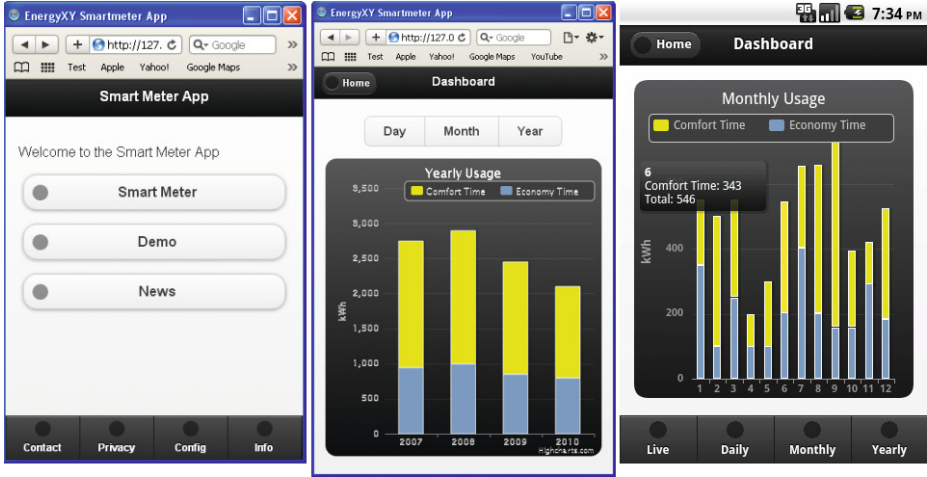 EnergyXY Smartmeter App
http://127. Google
Test Apple Yahoo! Google Maps
Smart Meter App
Welcome to the Smart Meter App
Smart Meter
Demo
News
Contact Privacy Config Info
EnergyXY Smartmeter App
http://127.0 Google
Test Apple Yahoo! Google Maps YouTube
Home Dashboard
Day Month Year
Yearly Usage
Comfort Time Economy Time
3,500
3,000
2,500
2,000
1,500
1,000
500
0
kWh
2007 2008 2009 2010
Highcharts.com
3G 7:34 PM
Home Dashboard
Monthly Usage
Comfort Time Economy Time
6
Comfort Time: 343
Total: 546
kWh
400
200
0
1 2 3 4 5 6 7 8 9 10 11 12
Live Daily Monthly Yearly